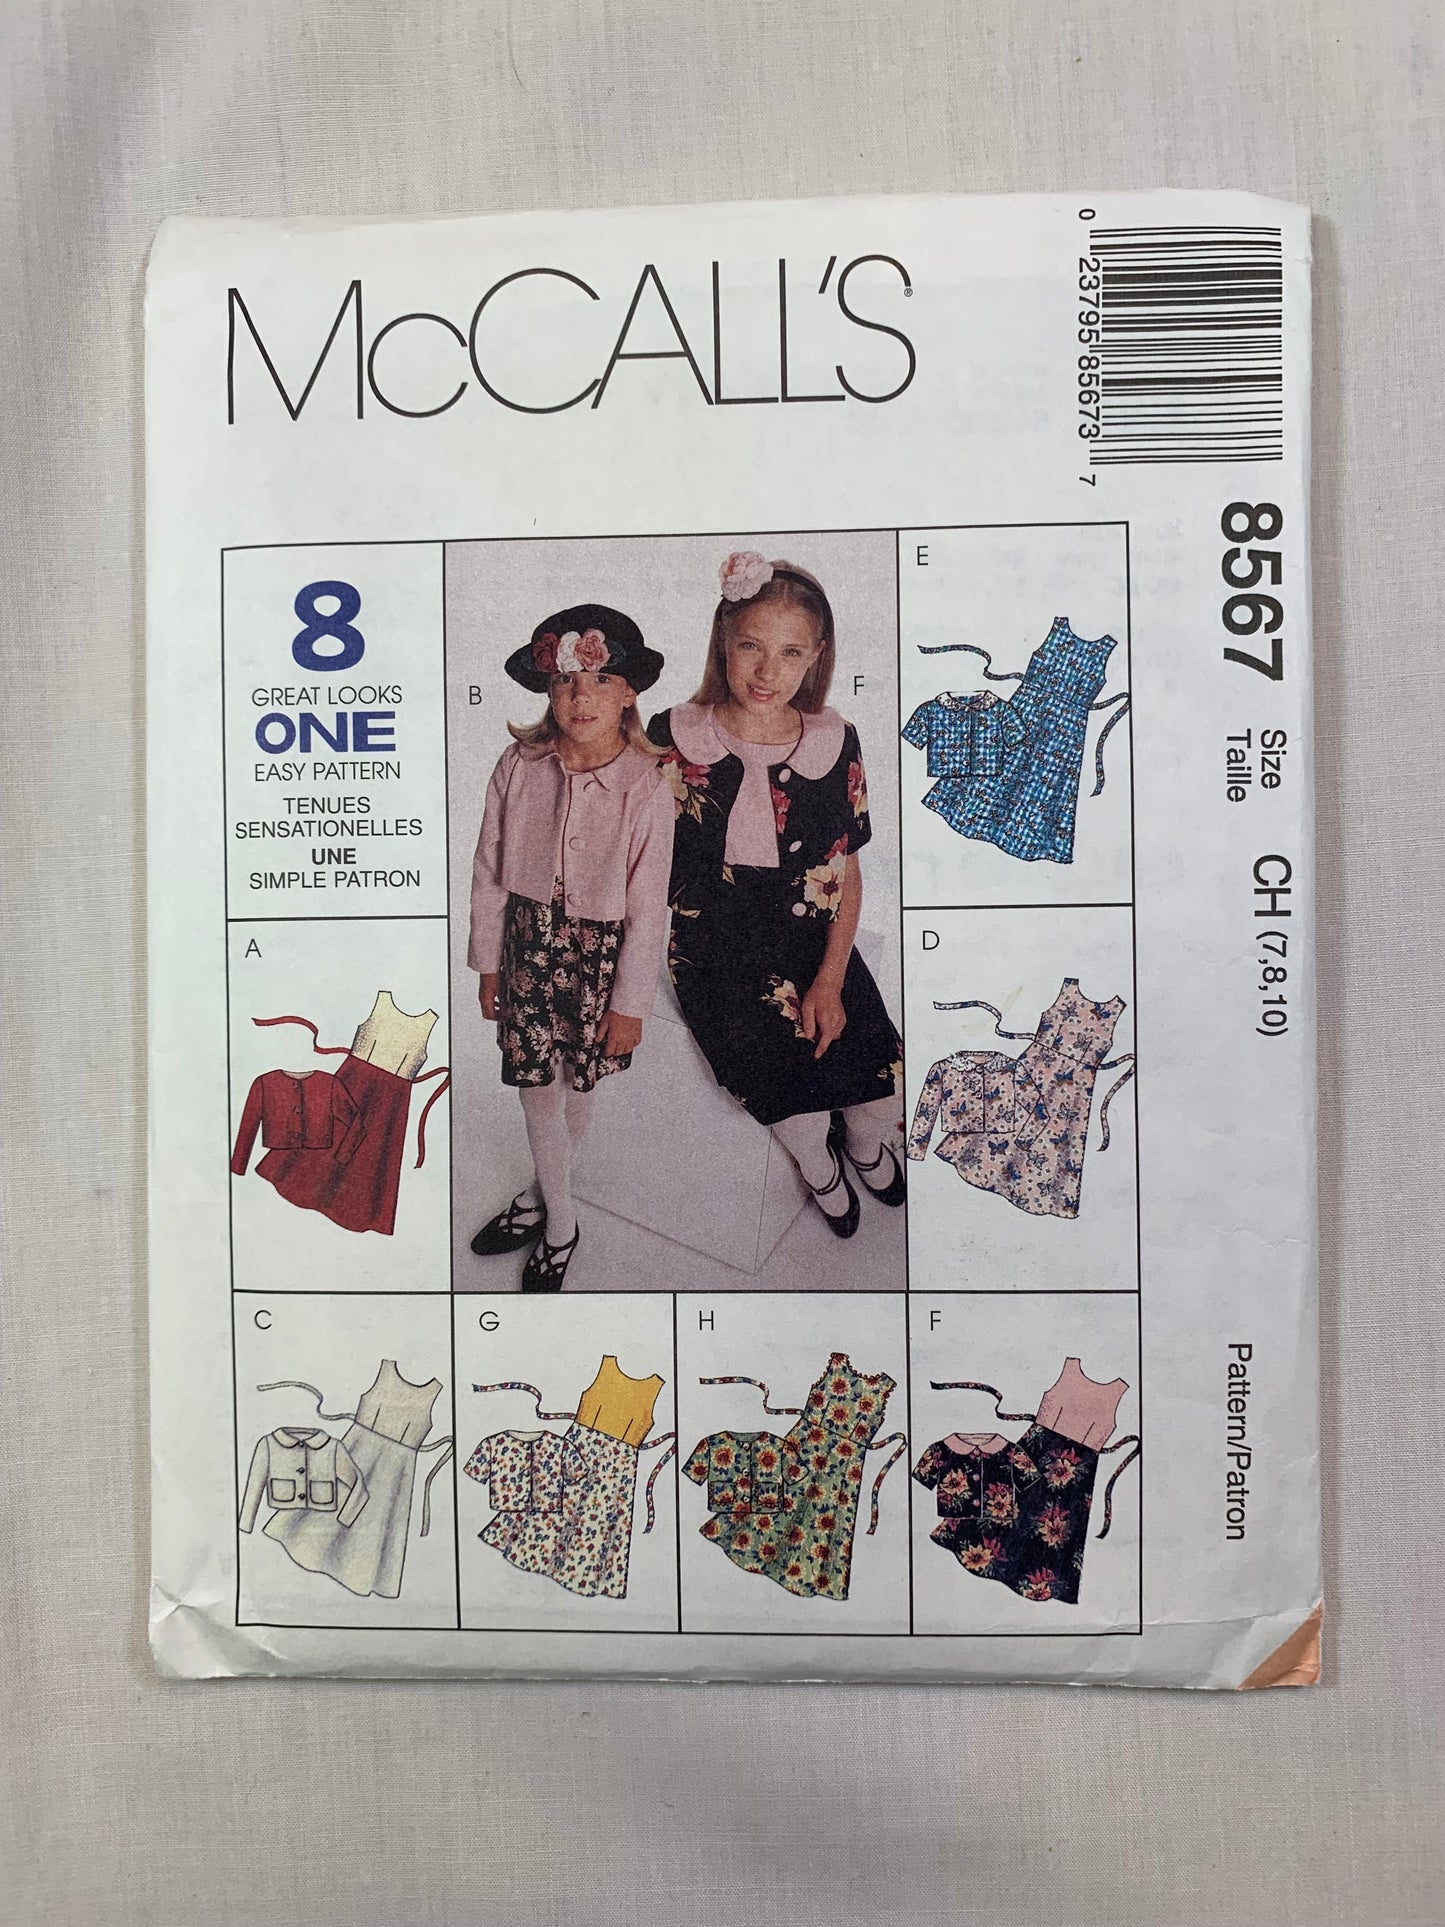 McCALL'S®
0 23795 85673 7
8567
Size
Taille
CH (7,8,10)
Pattern/Patron
8
GREAT LOOKS
ONE
EASY PATTERN
TENUES
SENSATIONELLES
UNE
SIMPLE PATRON
B
F
E
A
D
C
G
H
F